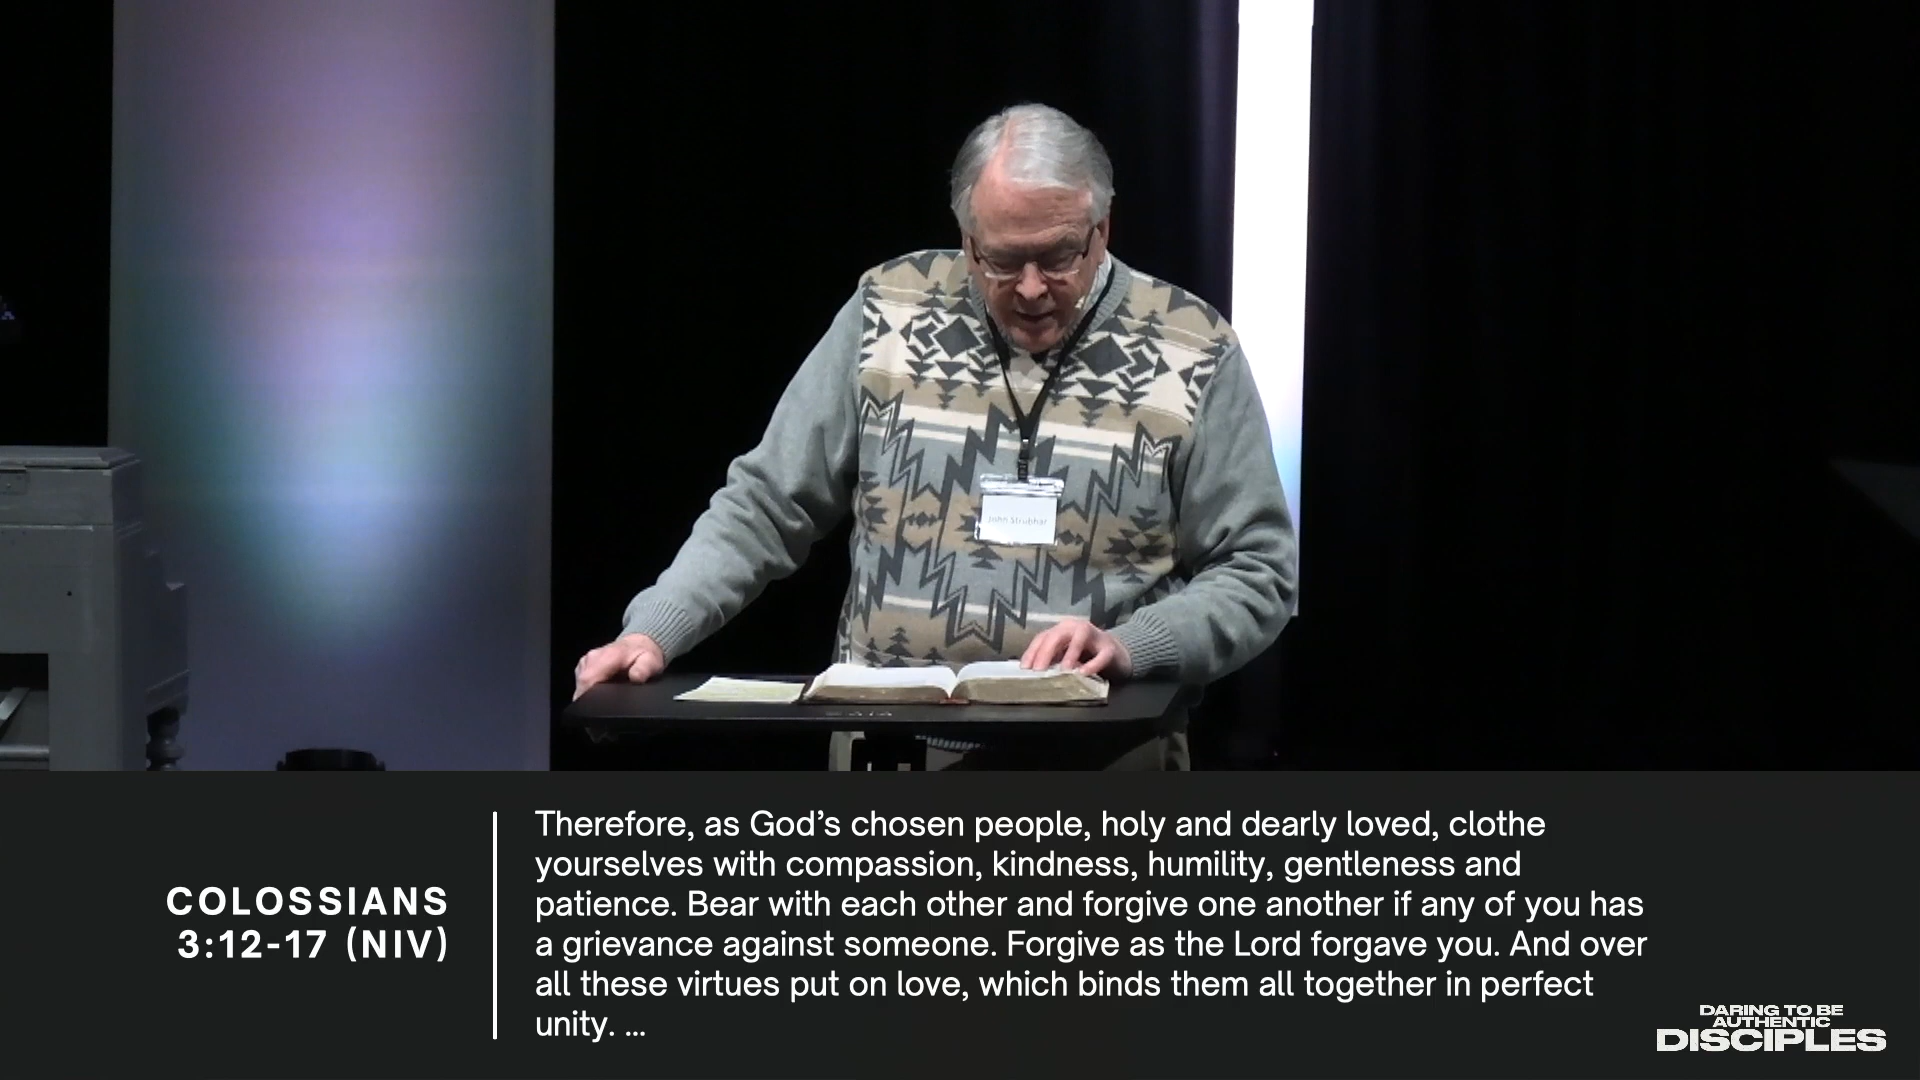 John Strubhar
COLOSSIANS
3:12-17 (NIV)
Therefore, as God’s chosen people, holy and dearly loved, clothe
yourselves with compassion, kindness, humility, gentleness and
patience. Bear with each other and forgive one another if any of you has
a grievance against someone. Forgive as the Lord forgave you. And over
all these virtues put on love, which binds them all together in perfect
unity. ...
DARING TO BE
AUTHENTIC
DISCIPLES